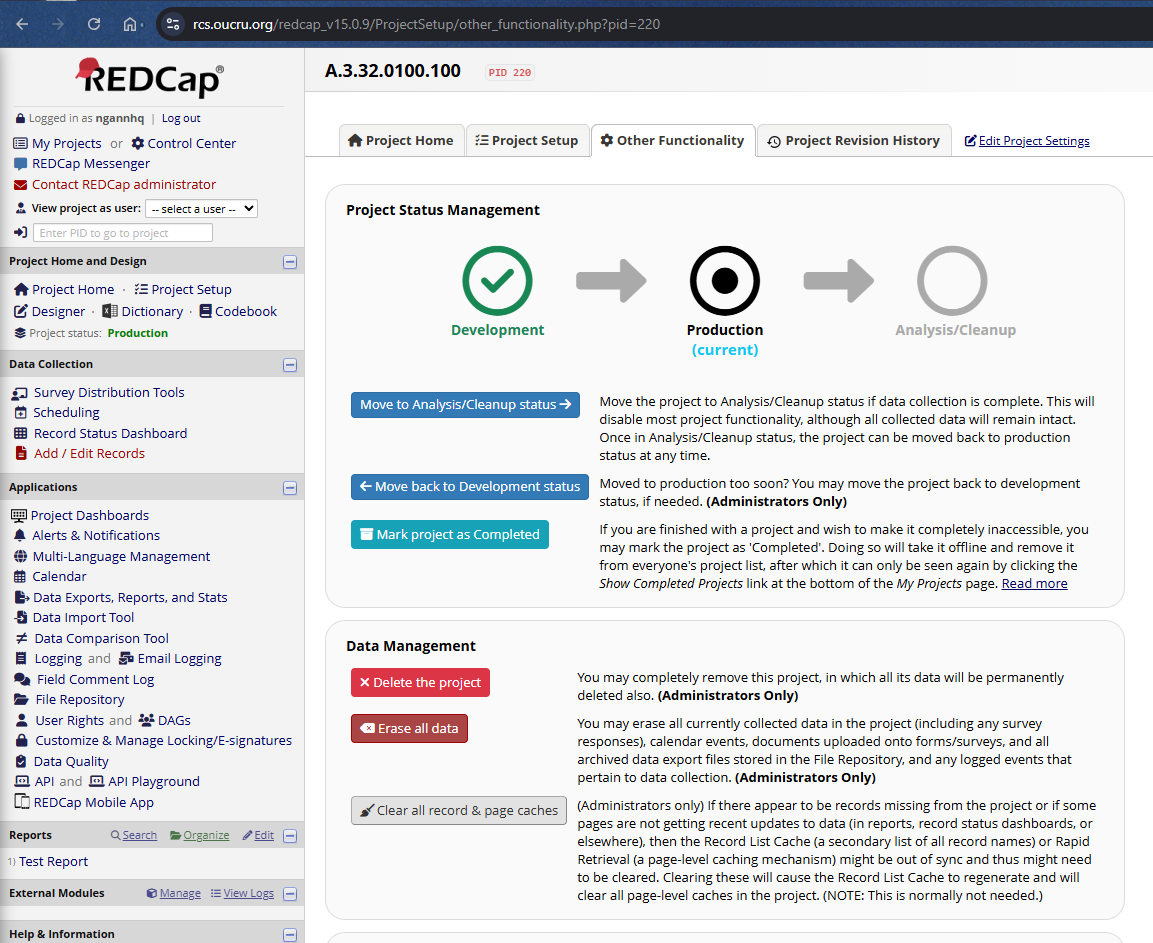 rcs.oucru.org/redcap_v15.0.9/ProjectSetup/other_functionality.php?pid=220
REDCap®
Logged in as ngannhq | Log out
My Projects or Control Center
REDCap Messenger
Contact REDCap administrator
View project as user: -- select a user --
Enter PID to go to project
Project Home and Design
Project Home · Project Setup
Designer · Dictionary · Codebook
Project status: Production
Data Collection
Survey Distribution Tools
Scheduling
Record Status Dashboard
Add / Edit Records
Applications
Project Dashboards
Alerts & Notifications
Multi-Language Management
Calendar
Data Exports, Reports, and Stats
Data Import Tool
Data Comparison Tool
Logging and Email Logging
Field Comment Log
File Repository
User Rights and DAGs
Customize & Manage Locking/E-signatures
Data Quality
API and API Playground
REDCap Mobile App
Reports Search Organize Edit
1) Test Report
External Modules Manage View Logs
Help & Information
A.3.32.0100.100 PID 220
Project Home Project Setup Other Functionality Project Revision History Edit Project Settings
Project Status Management
Development Production Analysis/Cleanup
(current)
Move to Analysis/Cleanup status
Move the project to Analysis/Cleanup status if data collection is complete. This will
disable most project functionality, although all collected data will remain intact.
Once in Analysis/Cleanup status, the project can be moved back to production
status at any time.
Move back to Development status
Moved to production too soon? You may move the project back to development
status, if needed. (Administrators Only)
Mark project as Completed
If you are finished with a project and wish to make it completely inaccessible, you
may mark the project as 'Completed'. Doing so will take it offline and remove it
from everyone's project list, after which it can only be seen again by clicking the
Show Completed Projects link at the bottom of the My Projects page. Read more
Data Management
Delete the project
You may completely remove this project, in which all its data will be permanently
deleted also. (Administrators Only)
Erase all data
You may erase all currently collected data in the project (including any survey
responses), calendar events, documents uploaded onto forms/surveys, and all
archived data export files stored in the File Repository, and any logged events that
pertain to data collection. (Administrators Only)
Clear all record & page caches
(Administrators only) If there appear to be records missing from the project or if some
pages are not getting recent updates to data (in reports, record status dashboards, or
elsewhere), then the Record List Cache (a secondary list of all record names) or Rapid
Retrieval (a page-level caching mechanism) might be out of sync and thus might need
to be cleared. Clearing these will cause the Record List Cache to regenerate and will
clear all page-level caches in the project. (NOTE: This is normally not needed.)